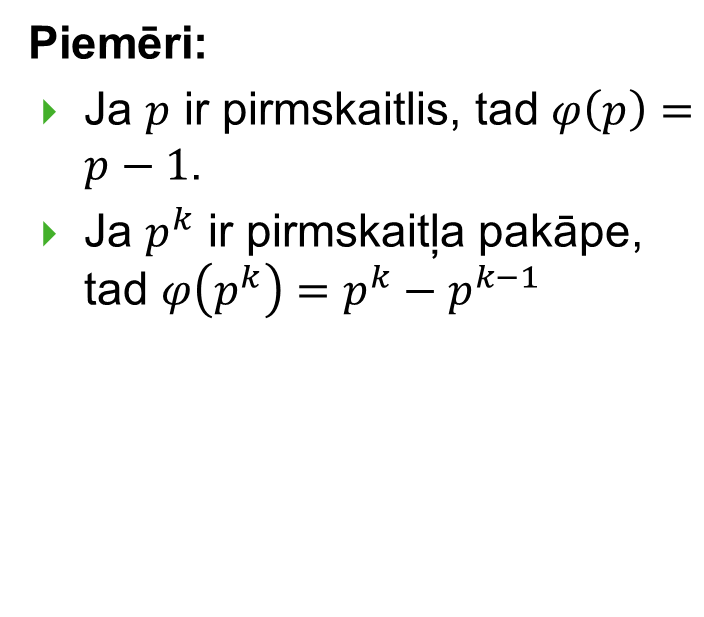 Piemēri:
Ja 𝑝 ir pirmskaitlis, tad 𝜑(𝑝) =
𝑝 − 1.
Ja 𝑝^𝑘 ir pirmskaitļa pakāpe,
tad 𝜑(𝑝^𝑘) = 𝑝^𝑘 − 𝑝^{𝑘−1}